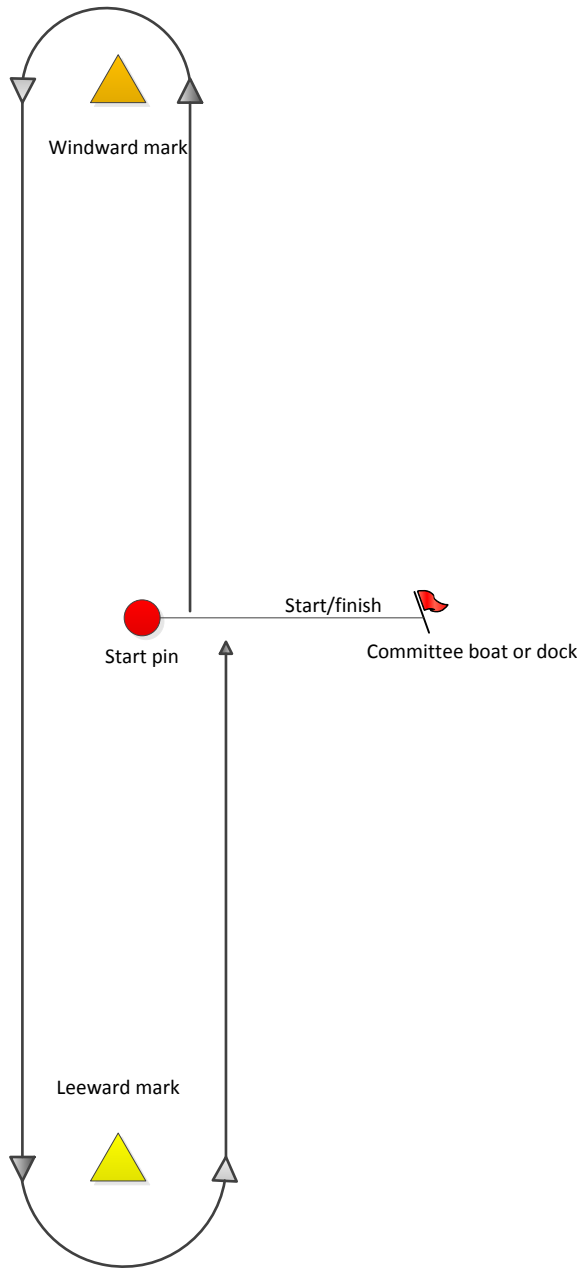 Windward mark
Start/finish
Start pin
Committee boat or dock
Leeward mark